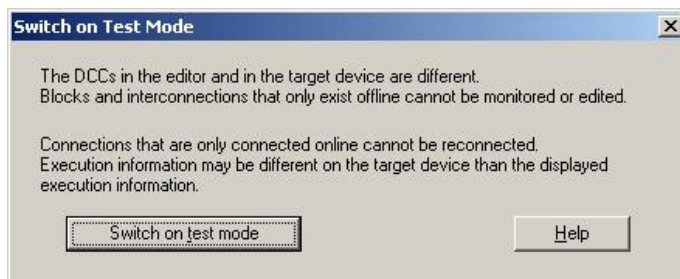 Switch on Test Mode
The DCCs in the editor and in the target device are different.
Blocks and interconnections that only exist offline cannot be monitored or edited.
Connections that are only connected online cannot be reconnected.
Execution information may be different on the target device than the displayed
execution information.
Switch on test mode
Help